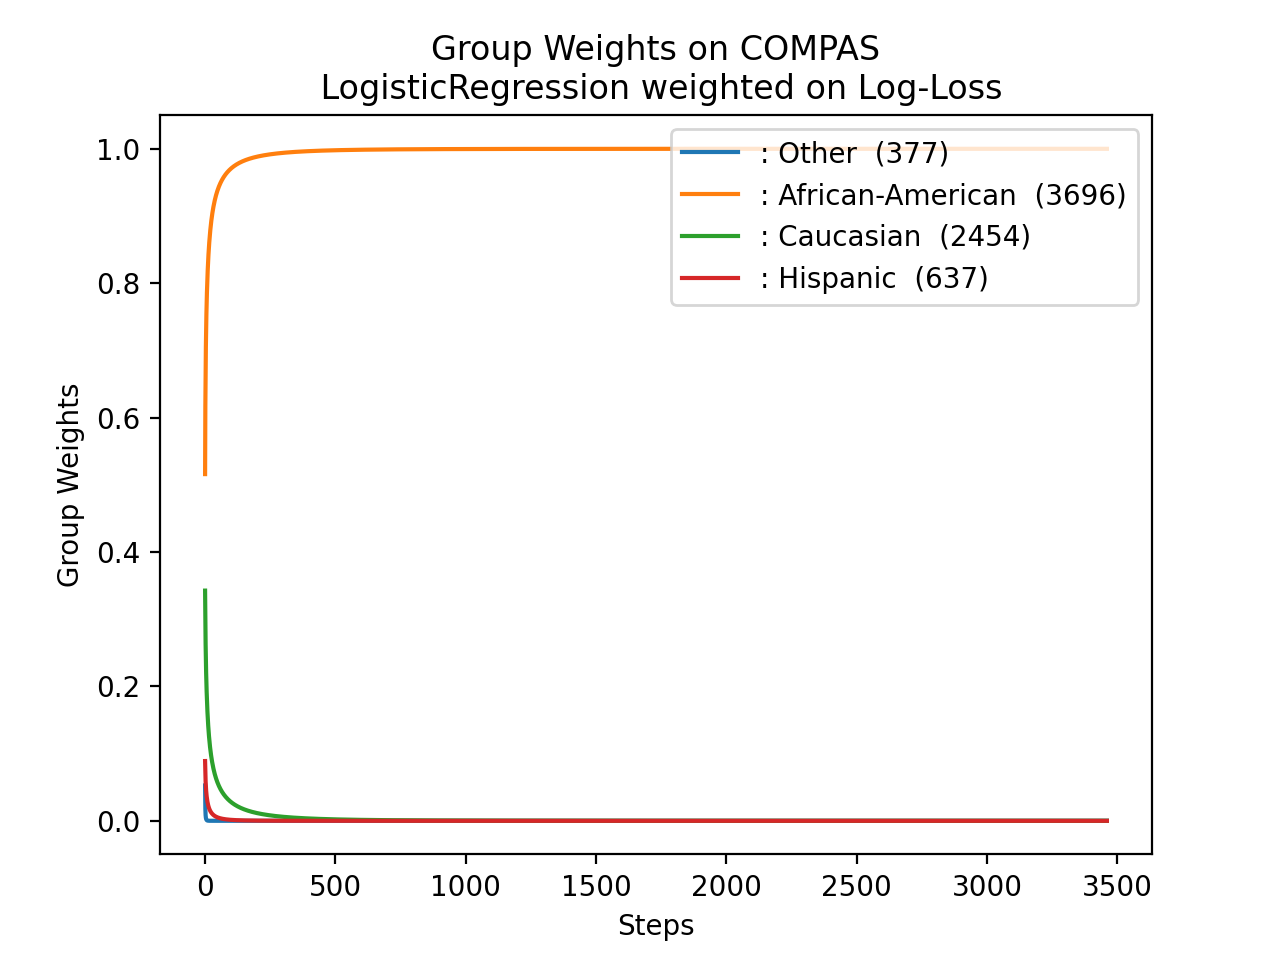 Group Weights on COMPAS
LogisticRegression weighted on Log-Loss
1.0
0.8
0.6
0.4
0.2
0.0
Group Weights
: Other (377)
: African-American (3696)
: Caucasian (2454)
: Hispanic (637)
0 500 1000 1500 2000 2500 3000 3500
Steps